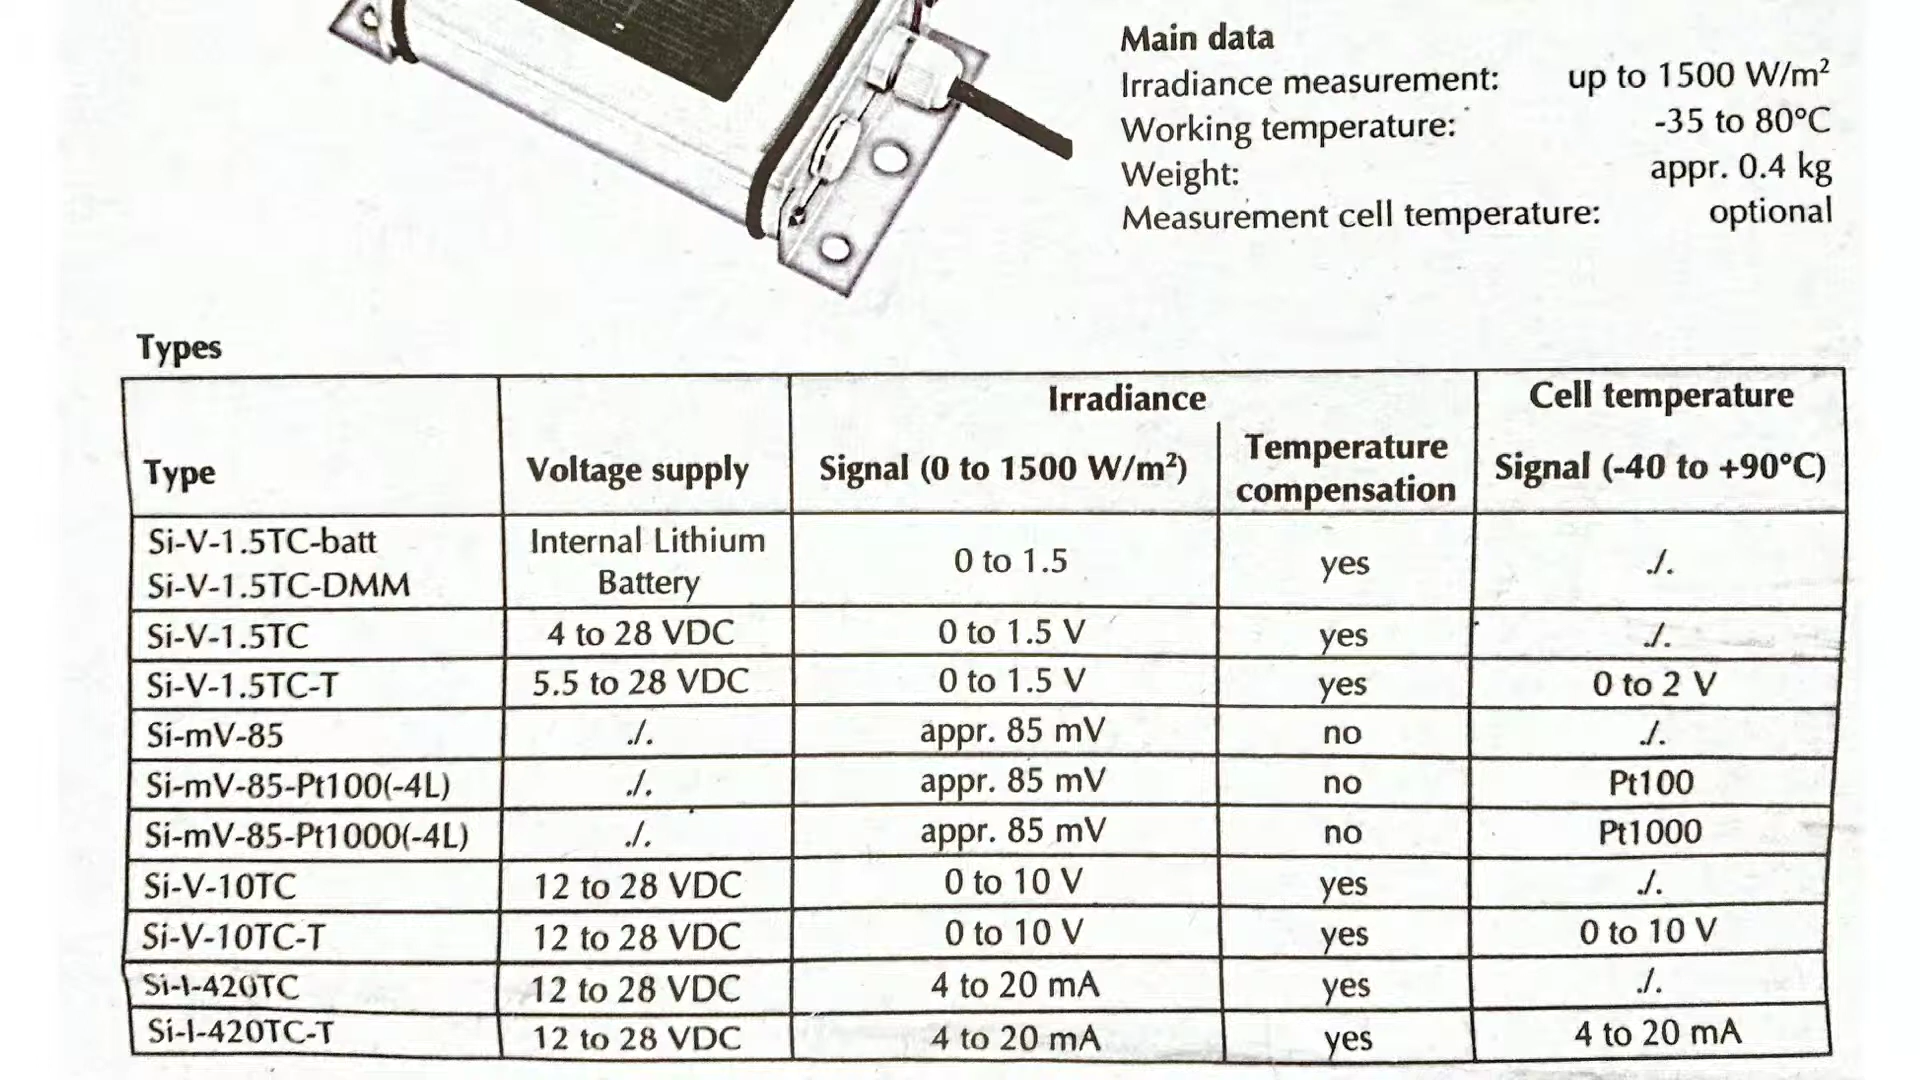 Main data
Irradiance measurement: up to 1500 W/m²
Working temperature: -35 to 80°C
Weight: appr. 0.4 kg
Measurement cell temperature: optional
Types
Irradiance Cell temperature
Type Voltage supply Signal (0 to 1500 W/m²) Temperature compensation Signal (-40 to +90°C)
Si-V-1.5TC-batt Internal Lithium
Si-V-1.5TC-DMM Battery 0 to 1.5 yes ./.
Si-V-1.5TC 4 to 28 VDC 0 to 1.5 V yes ./.
Si-V-1.5TC-T 5.5 to 28 VDC 0 to 1.5 V yes 0 to 2 V
Si-mV-85 ./. appr. 85 mV no ./.
Si-mV-85-Pt100(-4L) ./. appr. 85 mV no Pt100
Si-mV-85-Pt1000(-4L) ./. appr. 85 mV no Pt1000
Si-V-10TC 12 to 28 VDC 0 to 10 V yes ./.
Si-V-10TC-T 12 to 28 VDC 0 to 10 V yes 0 to 10 V
Si-I-420TC 12 to 28 VDC 4 to 20 mA yes ./.
Si-I-420TC-T 12 to 28 VDC 4 to 20 mA yes 4 to 20 mA